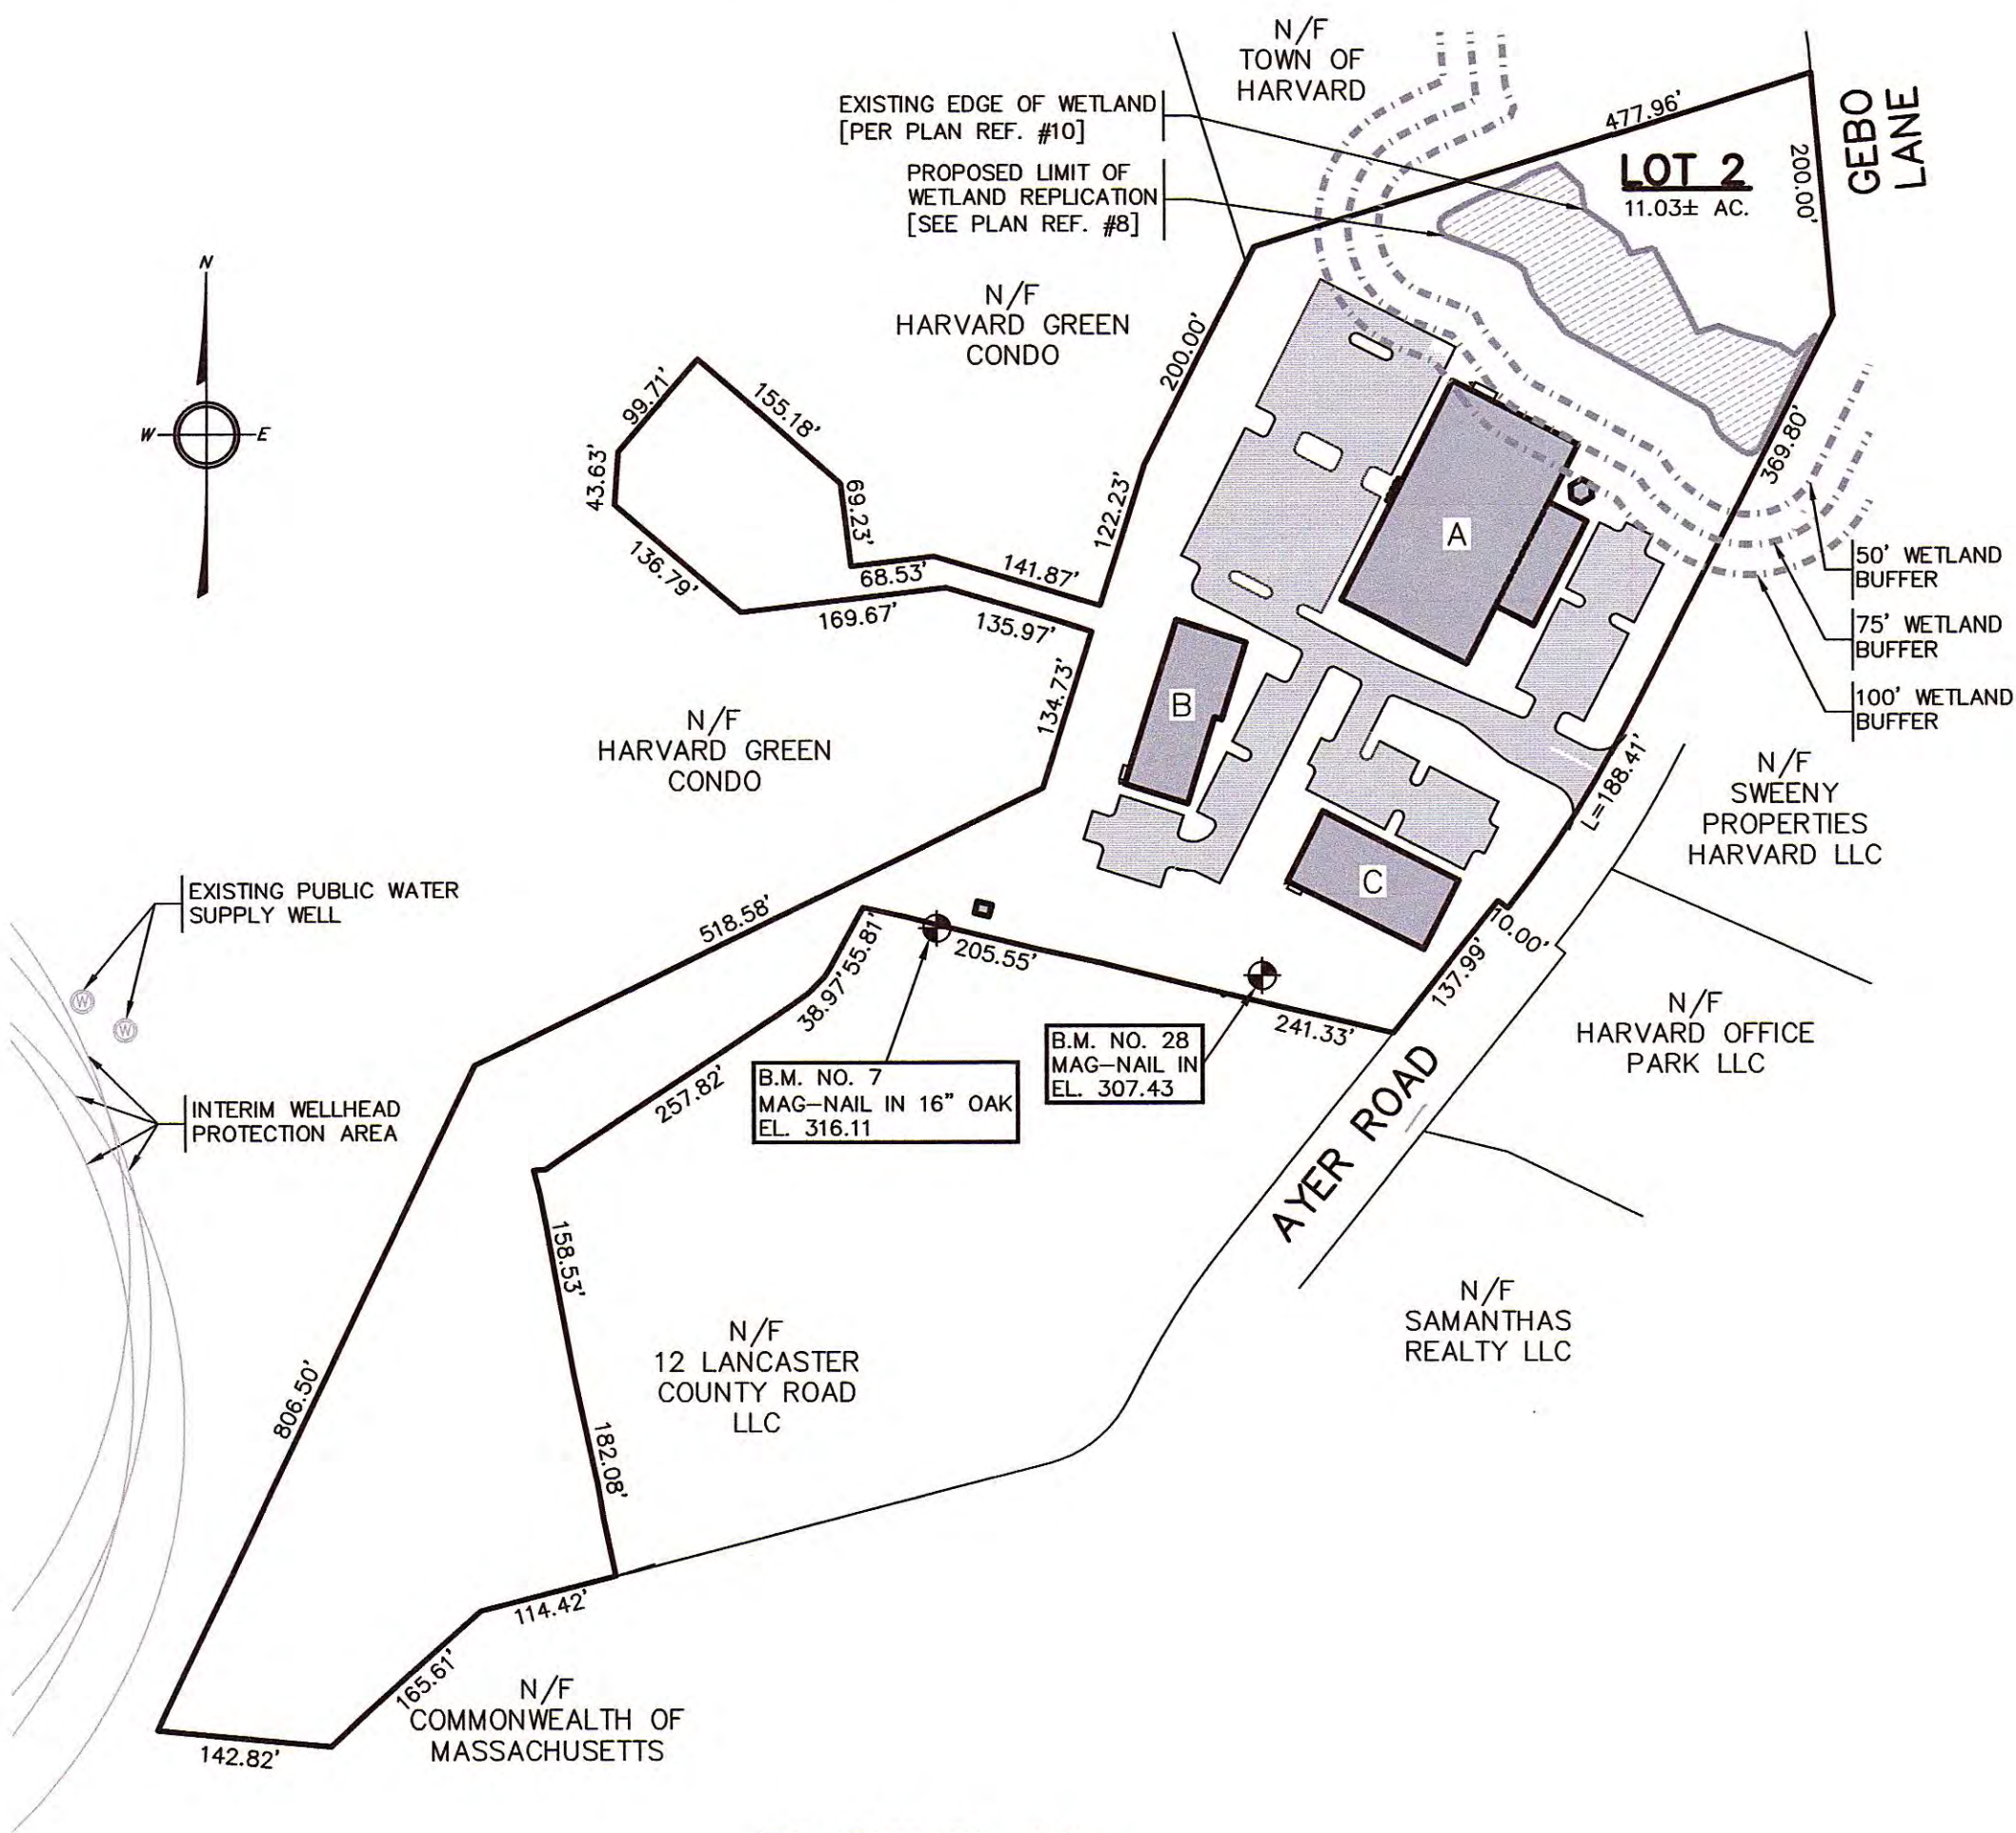 N/F
TOWN OF
HARVARD
EXISTING EDGE OF WETLAND
[PER PLAN REF. #10]
PROPOSED LIMIT OF
WETLAND REPLICATION
[SEE PLAN REF. #8]
477.96'
LOT 2
11.03± AC.
200.00'
GEBO
LANE
N
W
E
N/F
HARVARD GREEN
CONDO
200.00'
99.71'
155.18'
43.63'
69.23'
122.23'
136.79'
68.53'
141.87'
169.67'
135.97'
134.73'
369.80'
A
B
C
50' WETLAND
BUFFER
75' WETLAND
BUFFER
100' WETLAND
BUFFER
N/F
HARVARD GREEN
CONDO
L=188.41'
N/F
SWEENY
PROPERTIES
HARVARD LLC
EXISTING PUBLIC WATER
SUPPLY WELL
W
W
518.58'
55.81'
38.97'
205.55'
10.00'
137.99'
241.33'
257.82'
N/F
HARVARD OFFICE
PARK LLC
B.M. NO. 7
MAG-NAIL IN 16" OAK
EL. 316.11
B.M. NO. 28
MAG-NAIL IN
EL. 307.43
INTERIM WELLHEAD
PROTECTION AREA
AYER ROAD
158.53'
N/F
12 LANCASTER
COUNTY ROAD
LLC
N/F
SAMANTHAS
REALTY LLC
806.50'
182.08'
114.42'
165.61'
142.82'
N/F
COMMONWEALTH OF
MASSACHUSETTS